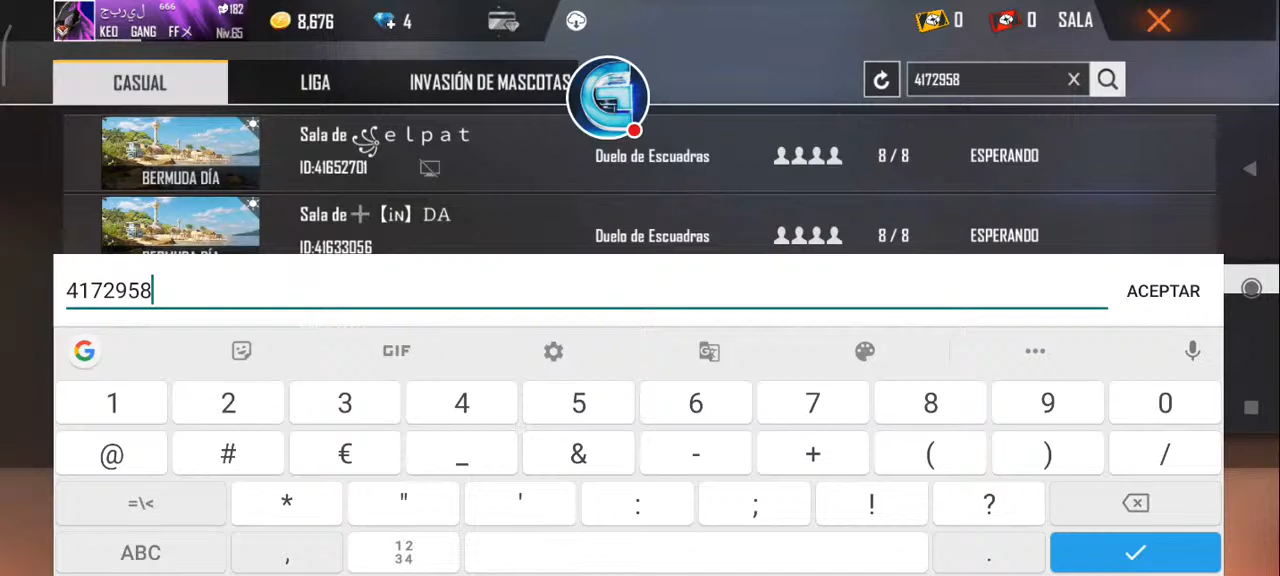 666
182
KEO GANG FF
Niv.65
8,676
4
0
0
SALA
CASUAL
LIGA
INVASIÓN DE MASCOTAS
4172958
Sala de elpat
Duelo de Escuadras
8/8
ESPERANDO
ID:41652701
BERMUDA DÍA
Sala de ➕【iN】DA
Duelo de Escuadras
8/8
ESPERANDO
ID:41633056
BERMUDA DÍA
4172958
ACEPTAR
GIF
1 2 3 4 5 6 7 8 9 0
@ # € _ & - + ( ) /
=\< * " ' : ; ! ?
ABC , 12 34 .